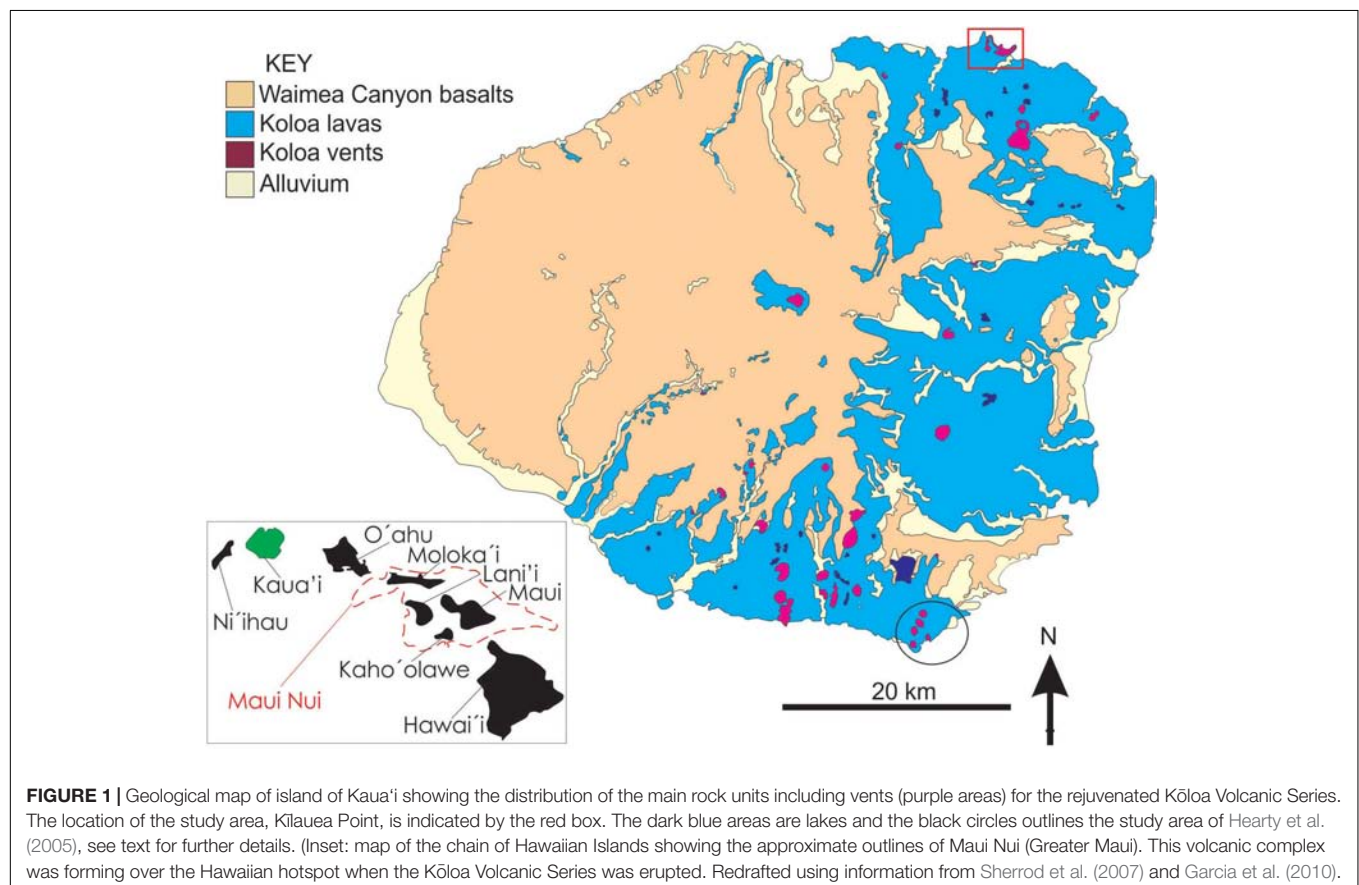 KEY
Waimea Canyon basalts
Koloa lavas
Koloa vents
Alluvium
O´ahu
Moloka´i
Lani’i
Maui
Kaua’i
Ni´ihau
Kaho´olawe
Maui Nui
Hawai´i
N
20 km
FIGURE 1 | Geological map of island of Kaua‘i showing the distribution of the main rock units including vents (purple areas) for the rejuvenated Kōloa Volcanic Series.
The location of the study area, Kīlauea Point, is indicated by the red box. The dark blue areas are lakes and the black circles outlines the study area of Hearty et al.
(2005), see text for further details. (Inset: map of the chain of Hawaiian Islands showing the approximate outlines of Maui Nui (Greater Maui). This volcanic complex
was forming over the Hawaiian hotspot when the Kōloa Volcanic Series was erupted. Redrafted using information from Sherrod et al. (2007) and Garcia et al. (2010).